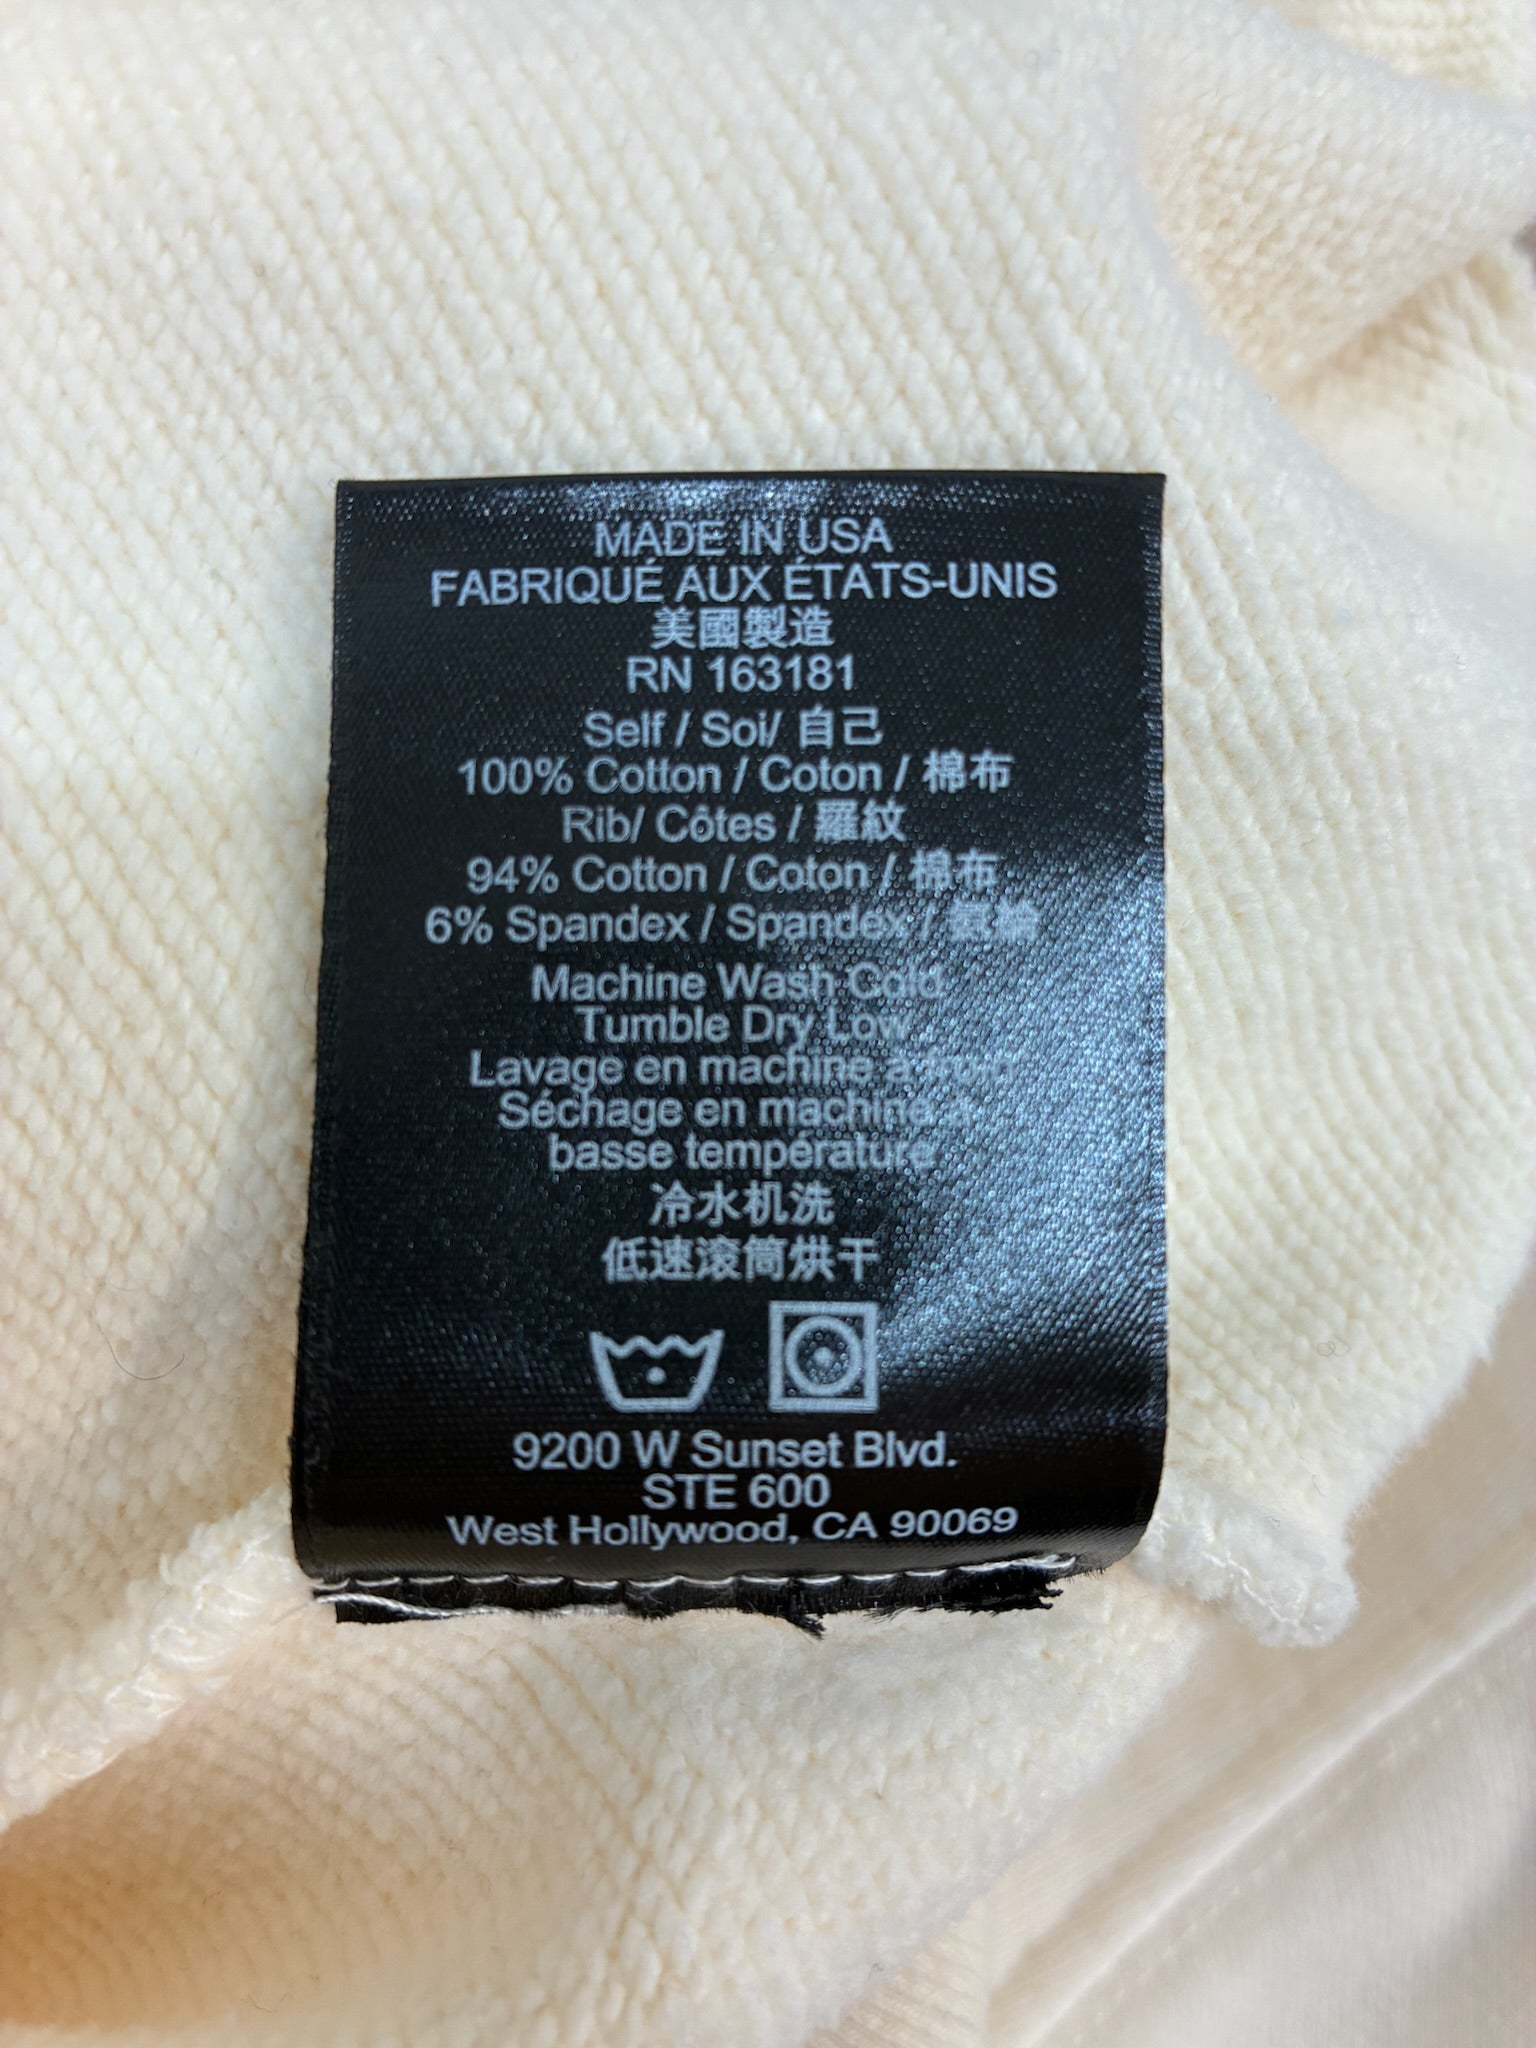 MADE IN USA
FABRIQUÉ AUX ÉTATS-UNIS
美國製造
RN 163181
Self / Soi/ 自己
100% Cotton / Coton / 棉布
Rib/ Côtes / 羅紋
94% Cotton / Coton / 棉布
6% Spandex / Spandex /
Machine Wash Cold
Tumble Dry Low
Lavage en machine à froid
Séchage en machine à
basse température
冷水机洗
低速滚筒烘干
9200 W Sunset Blvd.
STE 600
West Hollywood, CA 90069